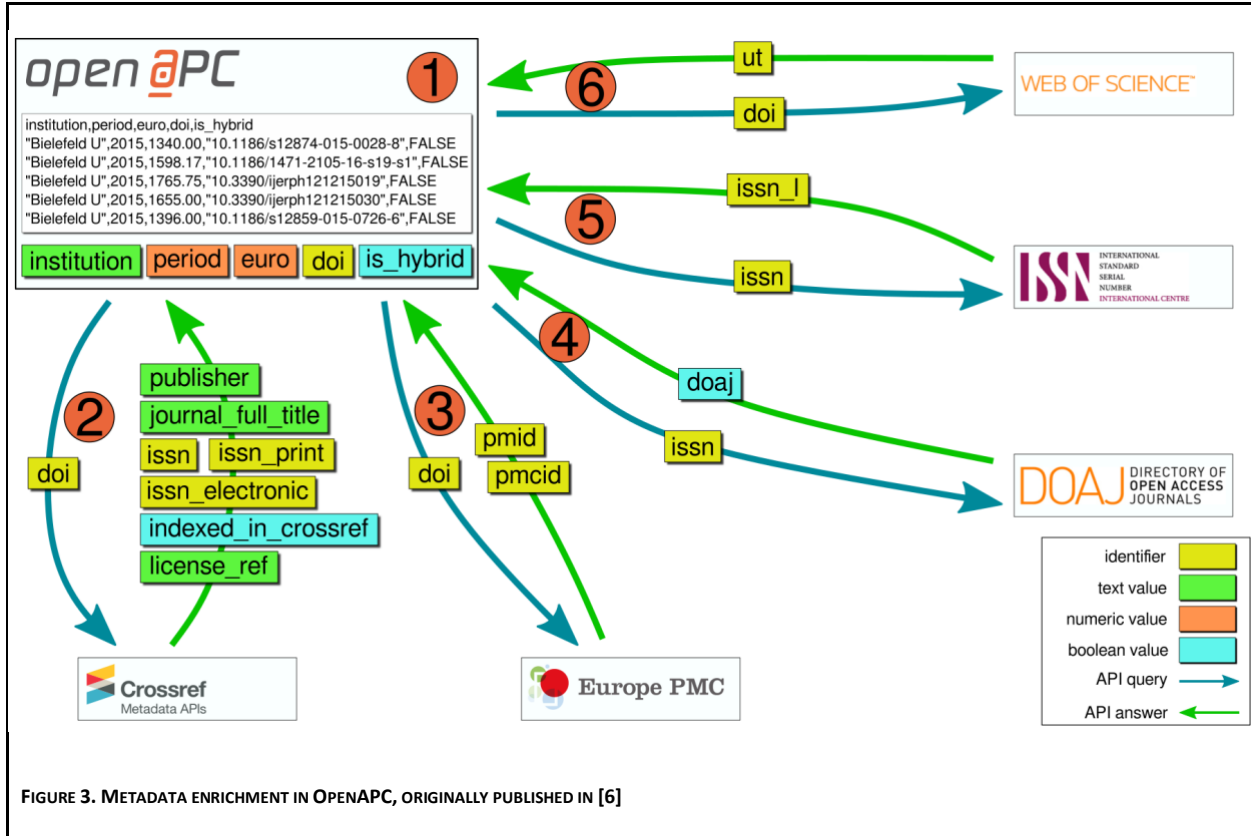 open aPC
1
institution,period,euro,doi,is_hybrid
"Bielefeld U",2015,1340.00,"10.1186/s12874-015-0028-8",FALSE
"Bielefeld U",2015,1598.17,"10.1186/1471-2105-16-s19-s1",FALSE
"Bielefeld U",2015,1765.75,"10.3390/ijerph121215019",FALSE
"Bielefeld U",2015,1655.00,"10.3390/ijerph121215030",FALSE
"Bielefeld U",2015,1396.00,"10.1186/s12859-015-0726-6",FALSE
institution period euro doi is_hybrid
ut
6
doi
WEB OF SCIENCE™
issn_l
5
issn
ISSN
INTERNATIONAL
STANDARD
SERIAL
NUMBER
INTERNATIONAL CENTRE
4
doaj
issn
DOAJ
DIRECTORY OF
OPEN ACCESS
JOURNALS
2
doi
publisher
journal_full_title
issn issn_print
issn_electronic
indexed_in_crossref
license_ref
3
doi
pmid
pmcid
Crossref
Metadata APIs
Europe PMC
identifier
text value
numeric value
boolean value
API query
API answer
FIGURE 3. METADATA ENRICHMENT IN OPENAPC, ORIGINALLY PUBLISHED IN [6]